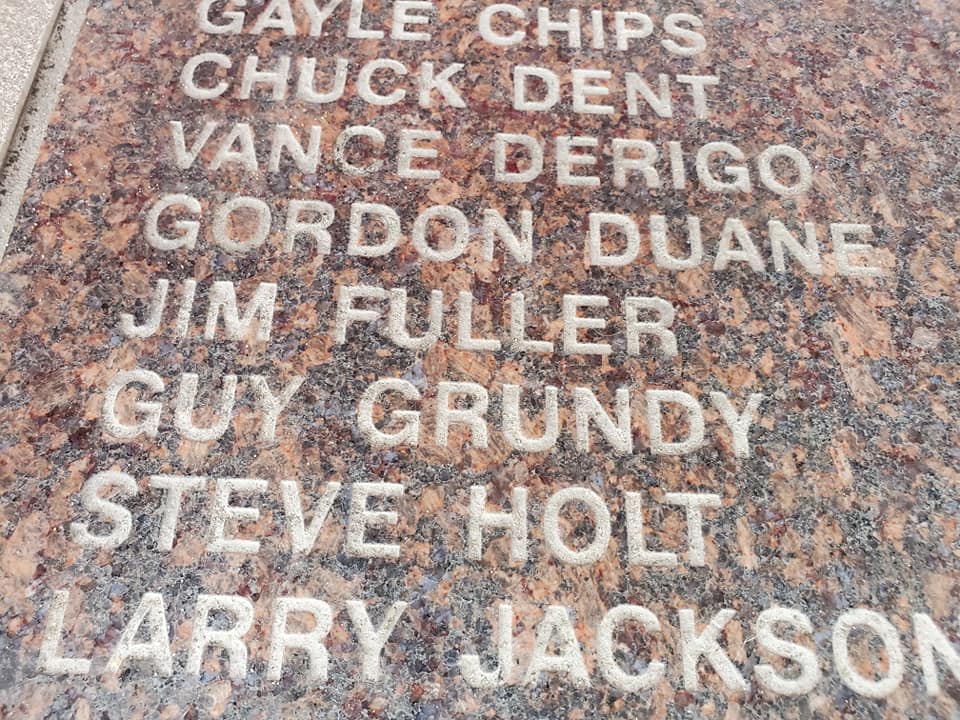 GAYLE CHIPS
CHUCK DENT
VANCE DERIGO
GORDON DUANE
JIM FULLER
GUY GRUNDY
STEVE HOLT
LARRY JACKSON